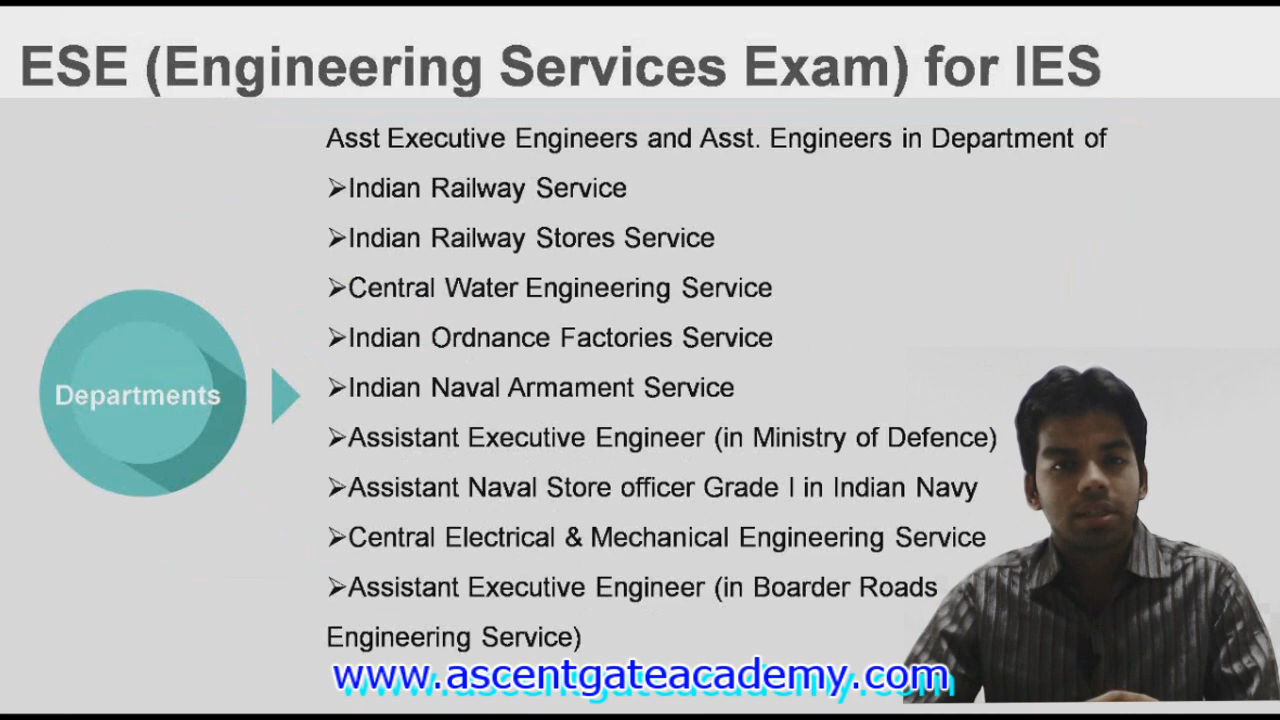 ESE (Engineering Services Exam) for IES
Asst Executive Engineers and Asst. Engineers in Department of
➢Indian Railway Service
➢Indian Railway Stores Service
➢Central Water Engineering Service
➢Indian Ordnance Factories Service
➢Indian Naval Armament Service
Departments
➢Assistant Executive Engineer (in Ministry of Defence)
➢Assistant Naval Store officer Grade I in Indian Navy
➢Central Electrical & Mechanical Engineering Service
➢Assistant Executive Engineer (in Boarder Roads
Engineering Service)
www.ascentgateacademy.com